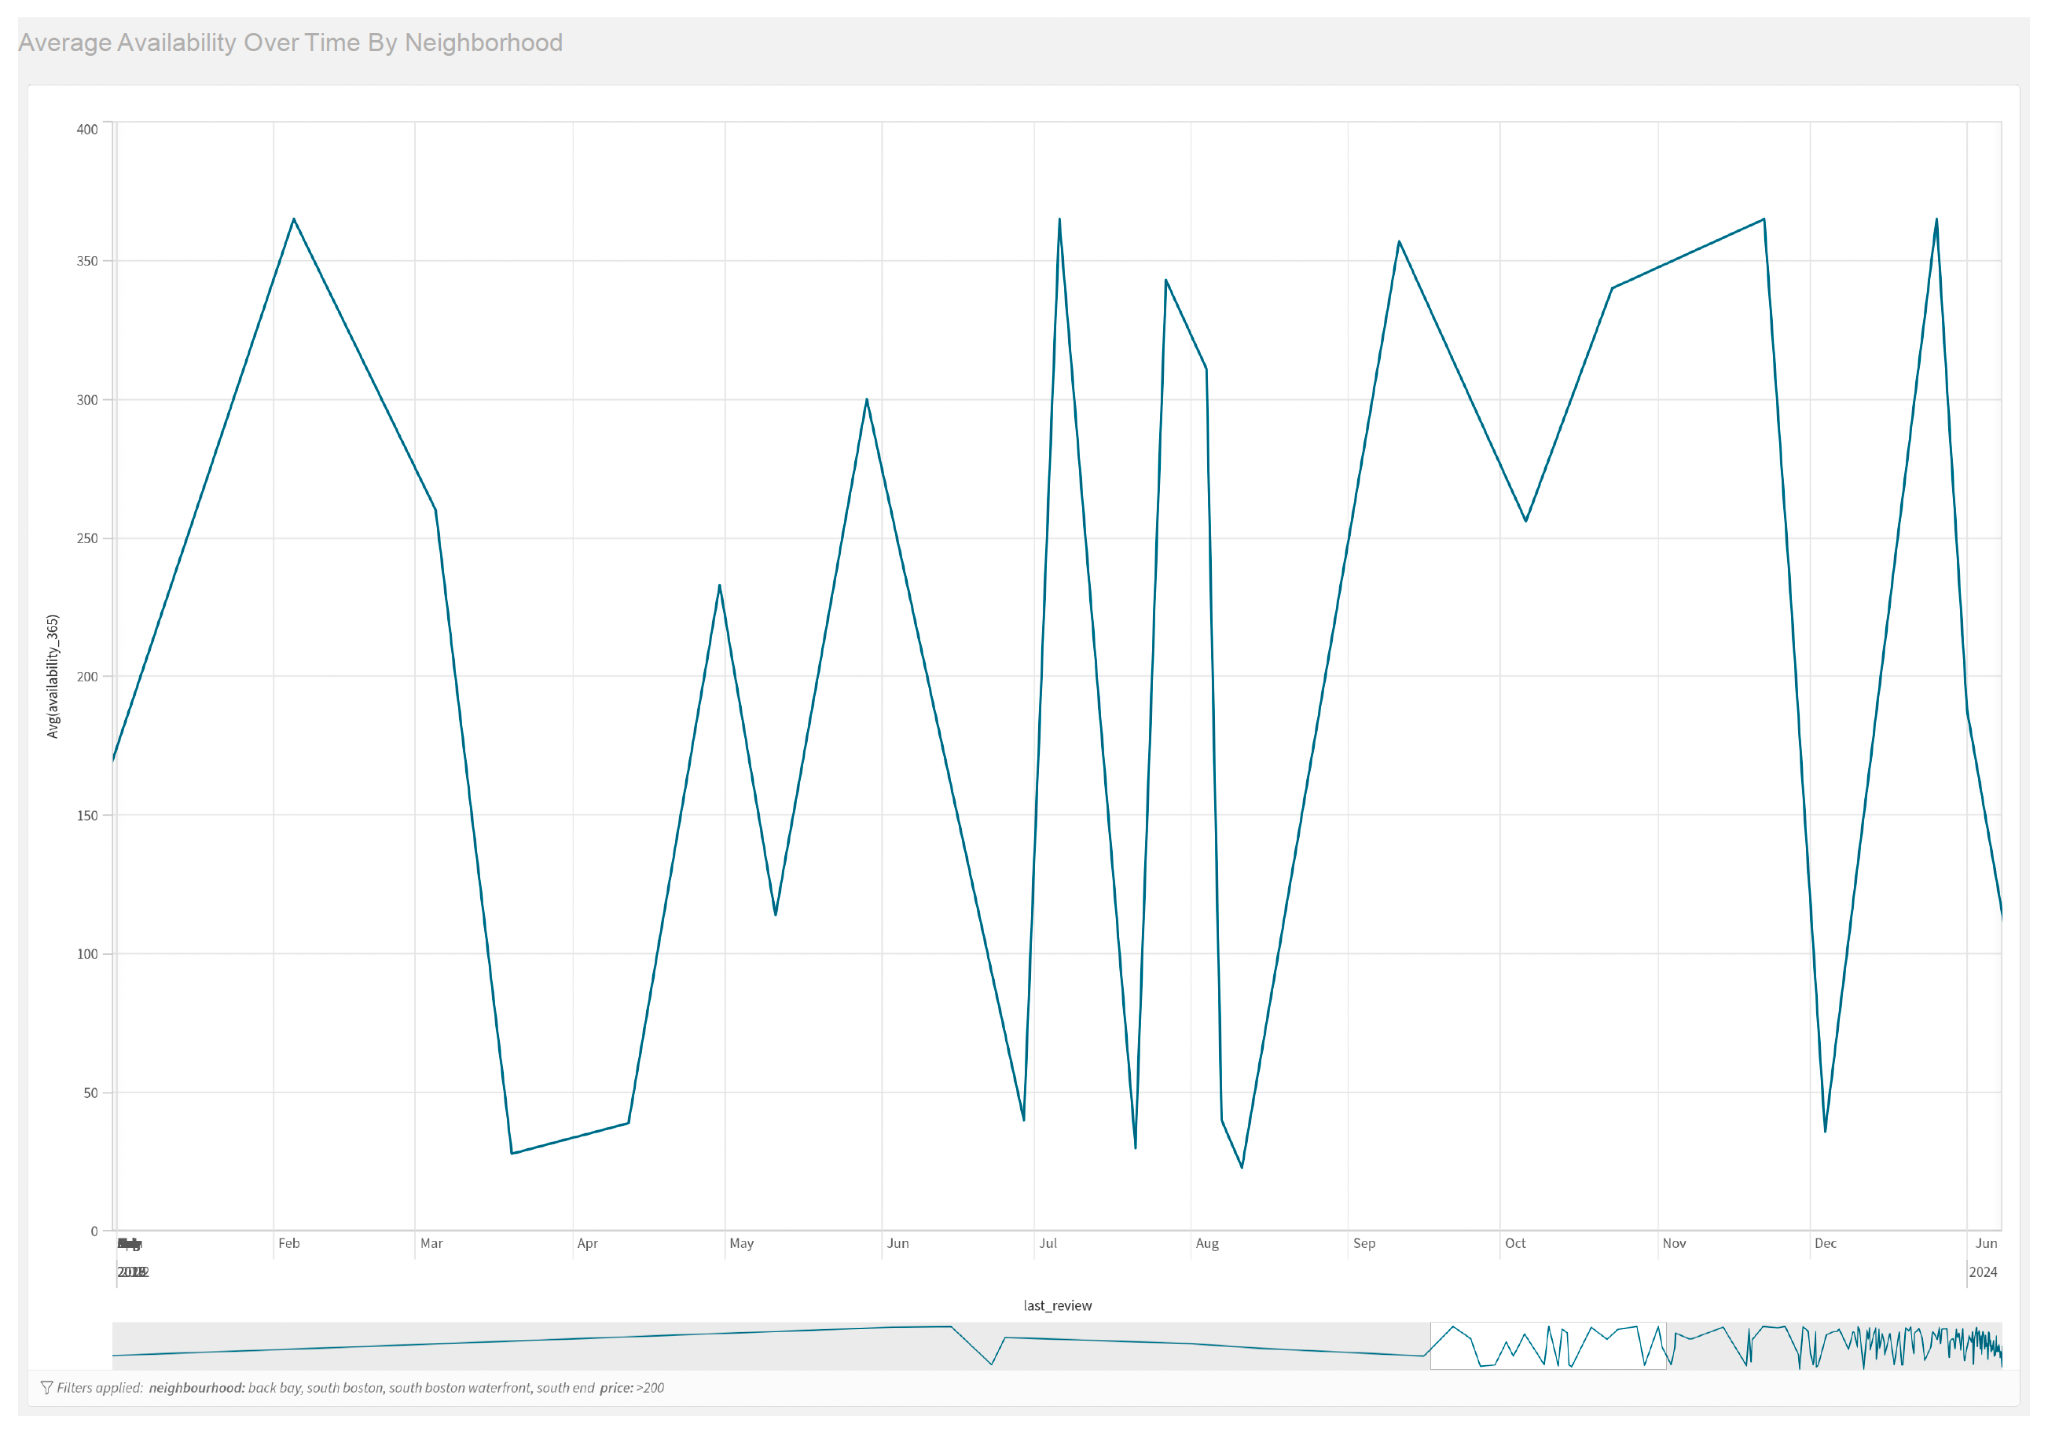 Average Availability Over Time By Neighborhood
400
350
300
250
200
150
100
50
0
Avg(availability_365)
Feb Mar Apr May Jun Jul Aug Sep Oct Nov Dec Jun
2024
last_review
Filters applied: neighbourhood: back bay, south boston, south boston waterfront, south end price: >200